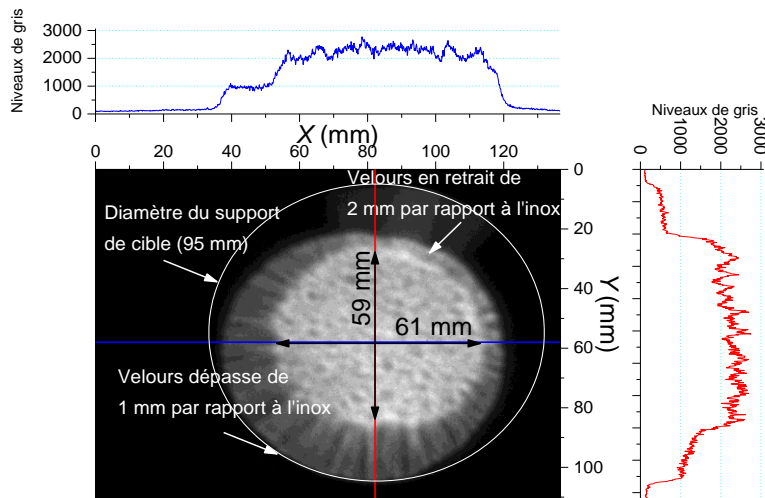 Niveaux de gris
3000
2000
1000
0
X (mm)
0 20 40 60 80 100 120
Niveaux de gris
0 1000 2000 3000
Velours en retrait de
2 mm par rapport à l'inox
Diamètre du support
de cible (95 mm)
59 mm
61 mm
Velours dépasse de
1 mm par rapport à l'inox
0
20
40
60
80
100
Y (mm)